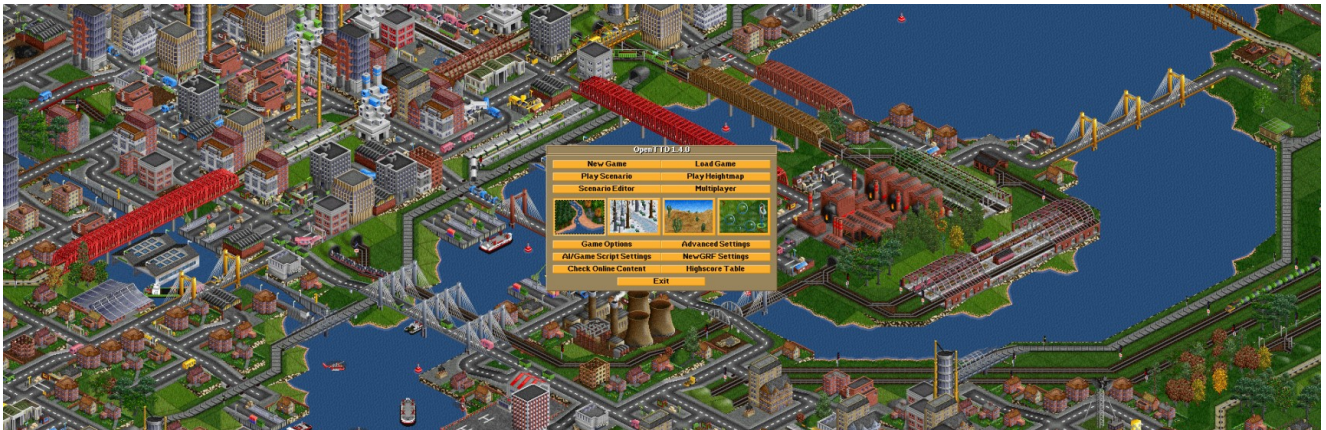 OpenTTD 1.4.0
New Game Load Game
Play Scenario Play Heightmap
Scenario Editor Multiplayer
Game Options Advanced Settings
AI/Game Script Settings NewGRF Settings
Check Online Content Highscore Table
Exit